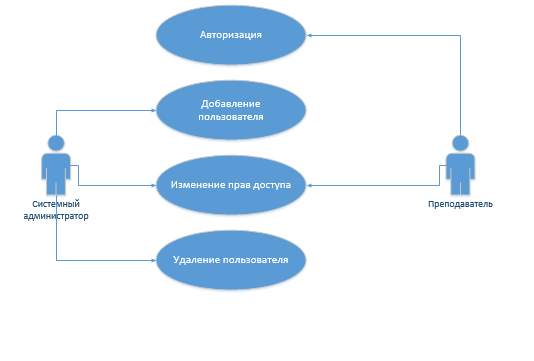 Авторизация
Добавление
пользователя
Изменение прав доступа
Системный
администратор
Преподаватель
Удаление пользователя